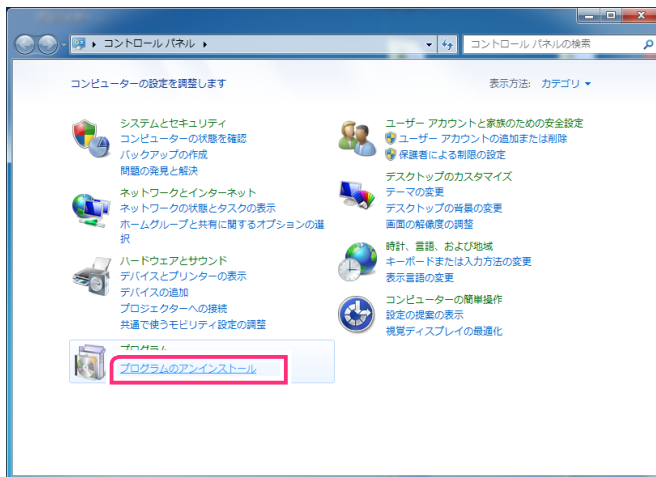 コントロール パネル
コントロール パネルの検索
コンピューターの設定を調整します
表示方法: カテゴリ
システムとセキュリティ
コンピューターの状態を確認
バックアップの作成
問題の発見と解決
ネットワークとインターネット
ネットワークの状態とタスクの表示
ホームグループと共有に関するオプションの選
択
ハードウェアとサウンド
デバイスとプリンターの表示
デバイスの追加
プロジェクターへの接続
共通で使うモビリティ設定の調整
プログラム
プログラムのアンインストール
ユーザー アカウントと家族のための安全設定
ユーザー アカウントの追加または削除
保護者による制限の設定
デスクトップのカスタマイズ
テーマの変更
デスクトップの背景の変更
画面の解像度の調整
時計、言語、および地域
キーボードまたは入力方法の変更
表示言語の変更
コンピューターの簡単操作
設定の提案の表示
視覚ディスプレイの最適化